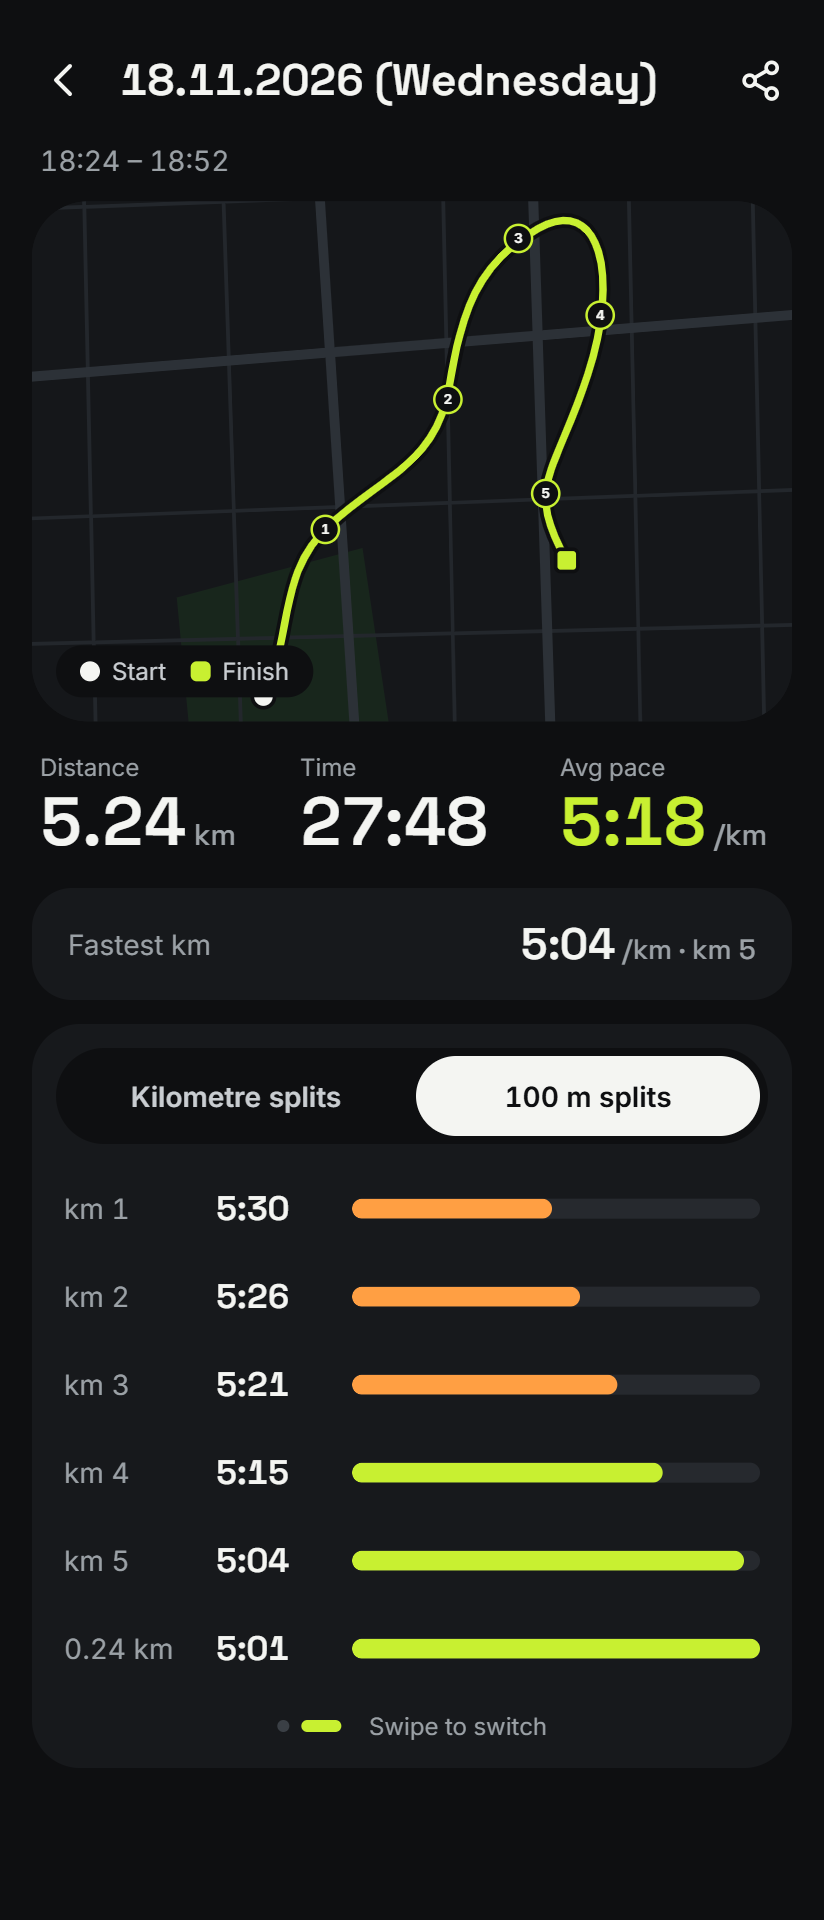 18.11.2026 (Wednesday)
18:24 – 18:52
3
4
2
5
1
Start Finish
Distance Time Avg pace
5.24 km 27:48 5:18 /km
Fastest km 5:04 /km · km 5
Kilometre splits 100 m splits
km 1 5:30
km 2 5:26
km 3 5:21
km 4 5:15
km 5 5:04
0.24 km 5:01
Swipe to switch